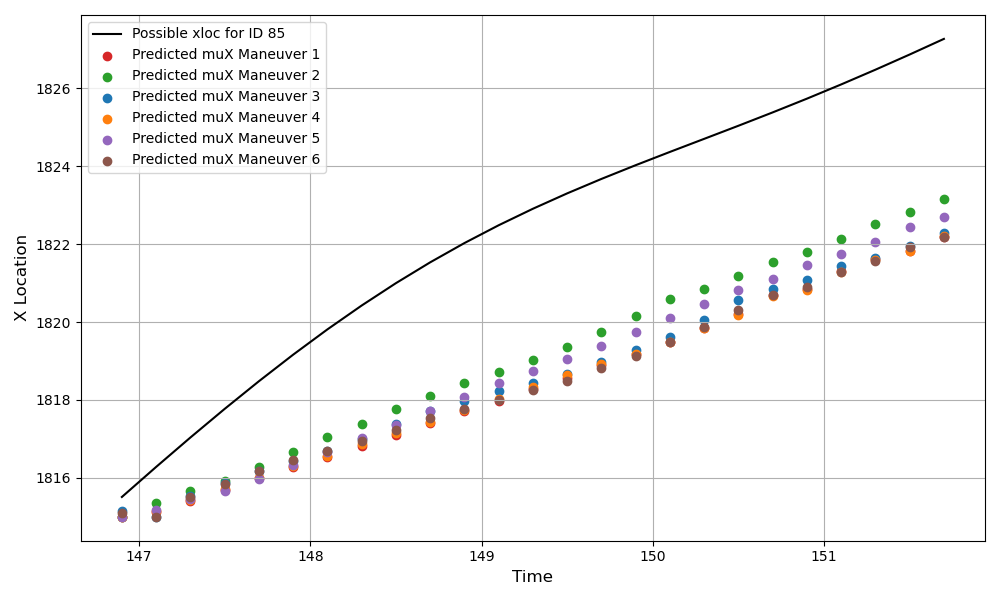 Possible xloc for ID 85
Predicted muX Maneuver 1
Predicted muX Maneuver 2
Predicted muX Maneuver 3
Predicted muX Maneuver 4
Predicted muX Maneuver 5
Predicted muX Maneuver 6
X Location
1826
1824
1822
1820
1818
1816
147 148 149 150 151
Time